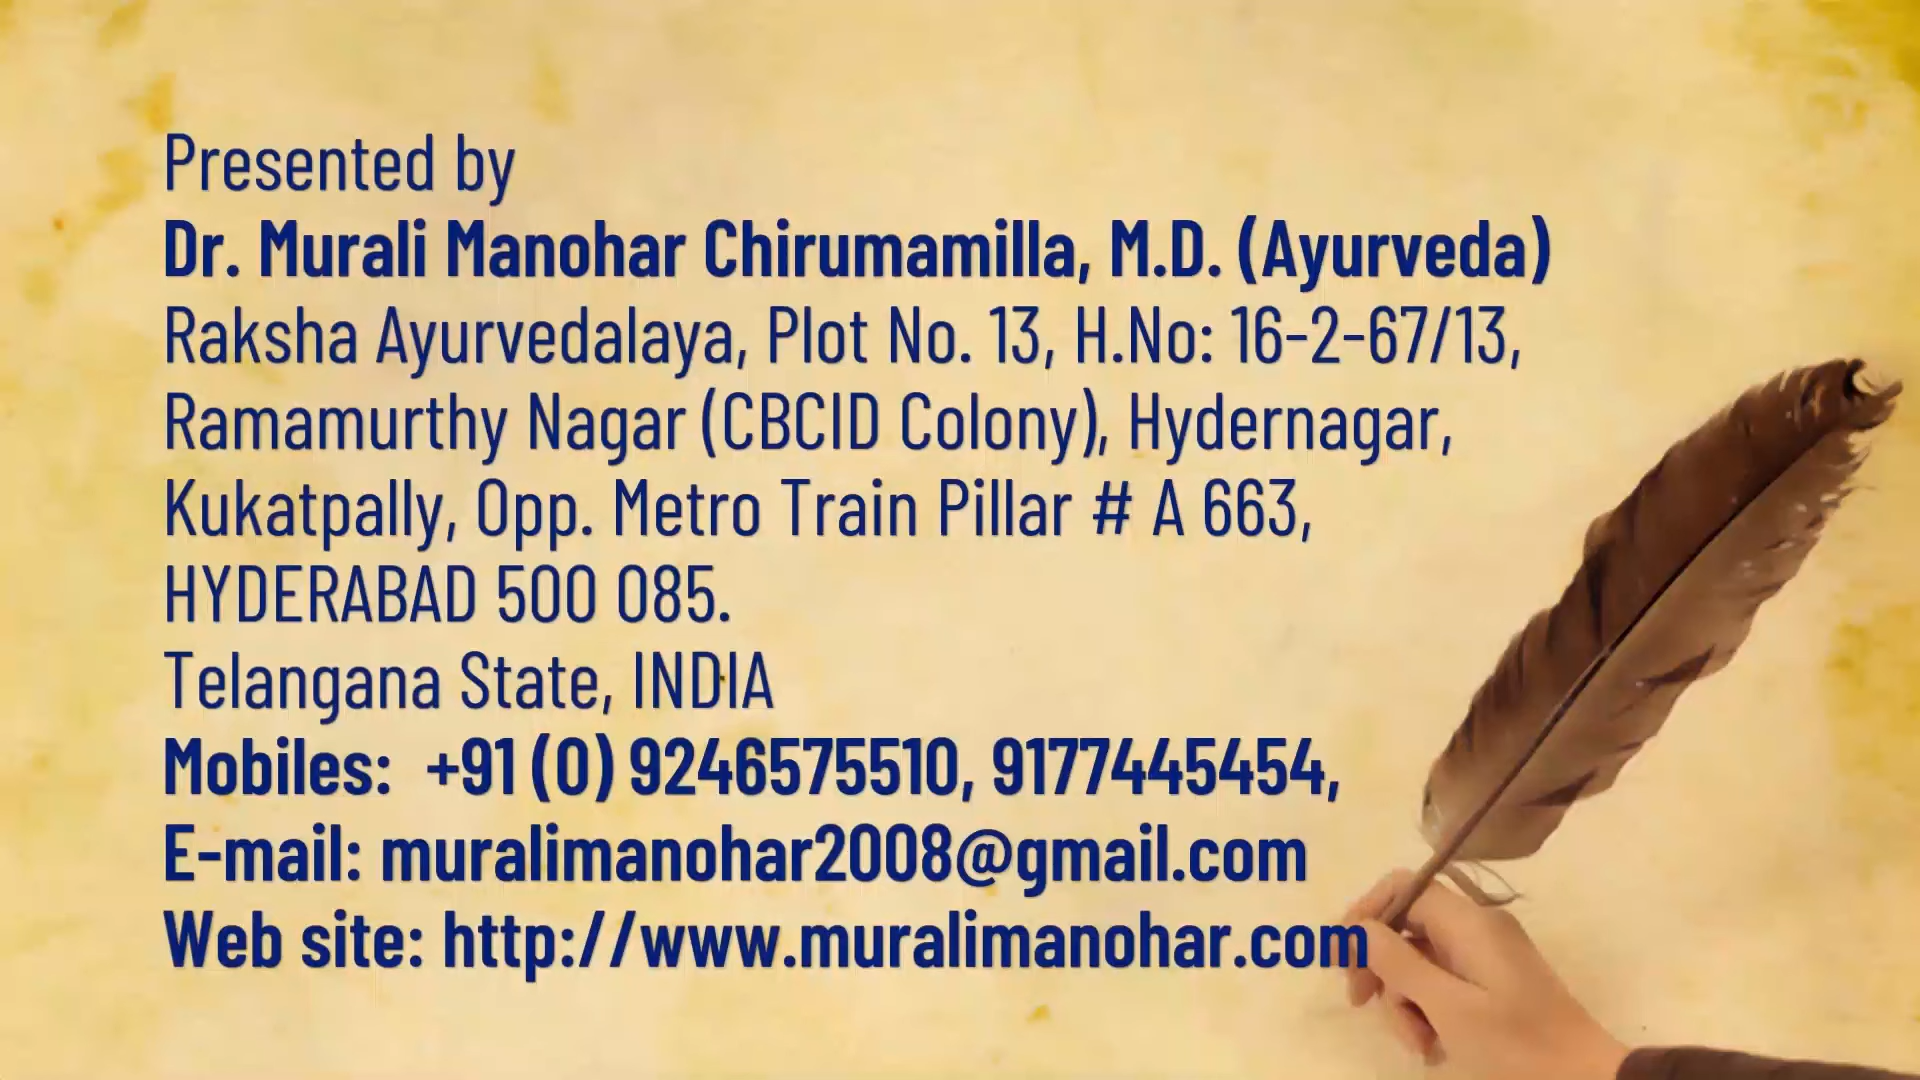 Presented by
Dr. Murali Manohar Chirumamilla, M.D. (Ayurveda)
Raksha Ayurvedalaya, Plot No. 13, H.No: 16-2-67/13,
Ramamurthy Nagar (CBCID Colony), Hydernagar,
Kukatpally, Opp. Metro Train Pillar # A 663,
HYDERABAD 500 085.
Telangana State, INDIA
Mobiles:  +91 (0) 9246575510, 9177445454,
E-mail: muralimanohar2008@gmail.com
Web site: http://www.muralimanohar.com